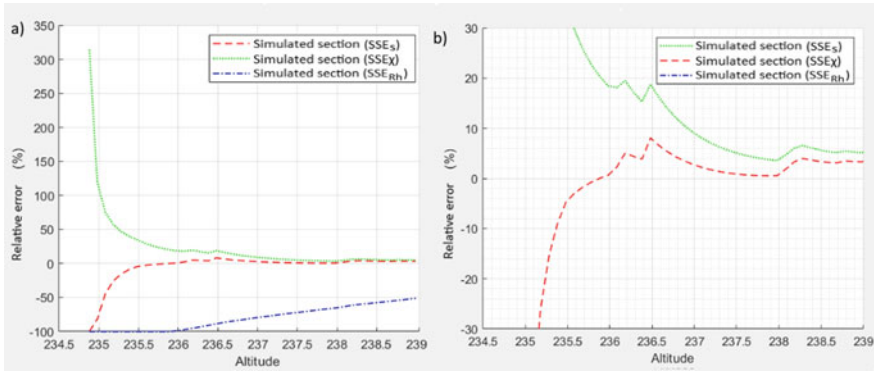 a)
350
300
250
200
150
100
50
0
-50
-100
Relative error (%)
Simulated section (SSES)
Simulated section (SSEχ)
Simulated section (SSERh)
234.5 235 235.5 236 236.5 237 237.5 238 238.5 239
Altitude
b)
30
20
10
0
-10
-20
-30
Relative error (%)
Simulated section (SSES)
Simulated section (SSEχ)
Simulated section (SSERh)
234.5 235 235.5 236 236.5 237 237.5 238 238.5 239
Altitude